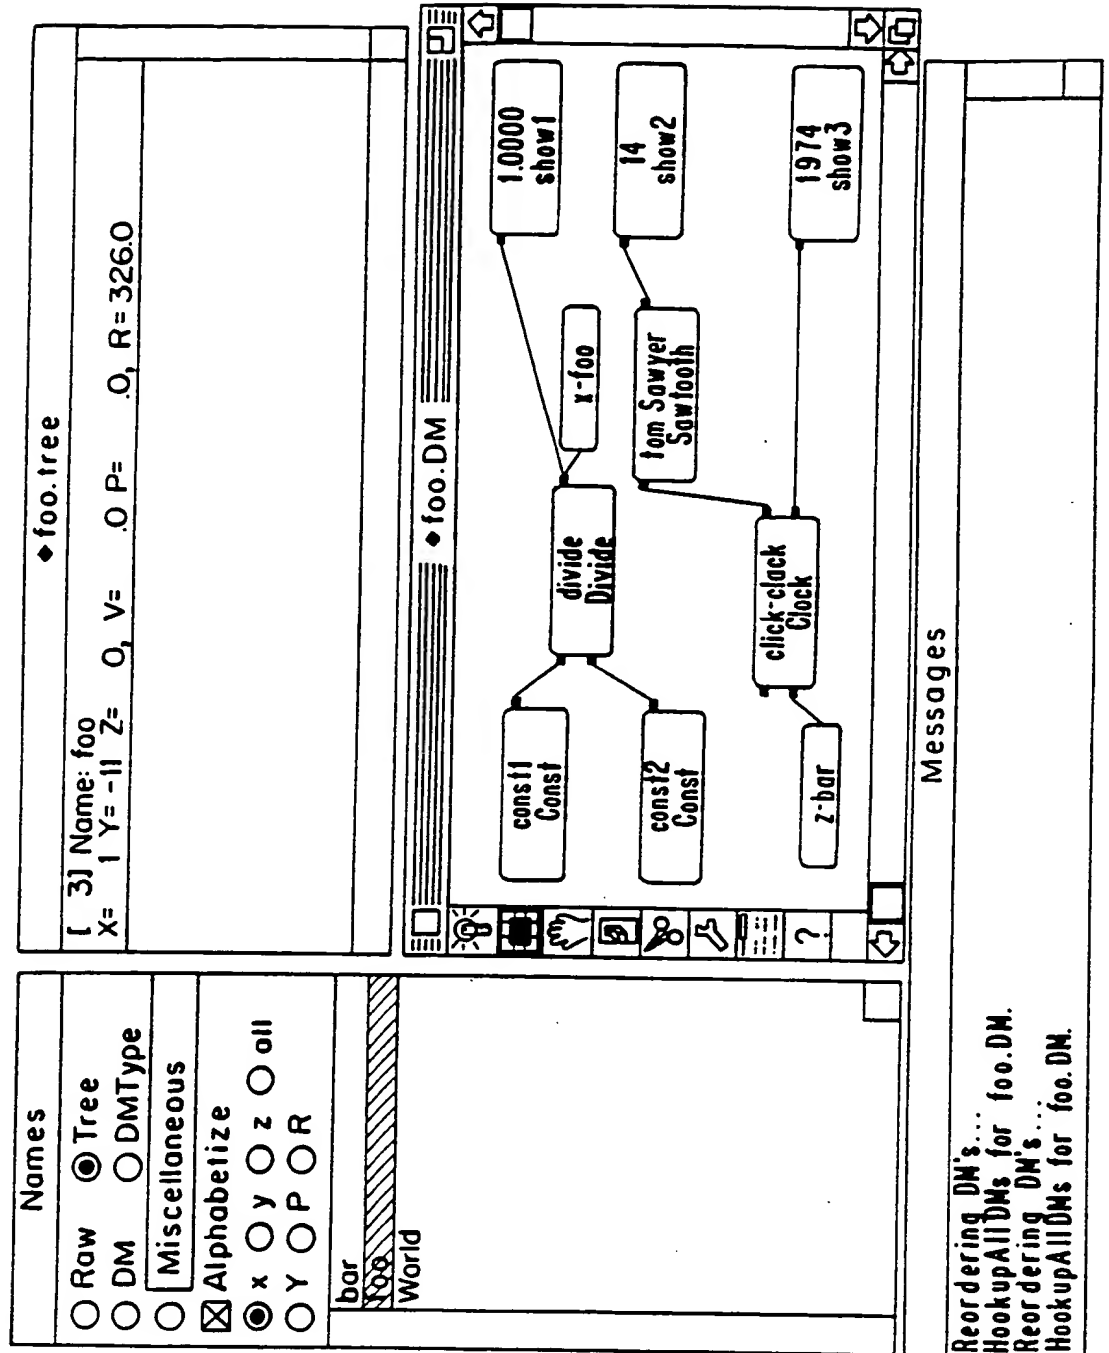 Names
Raw Tree
DM DMType
Miscellaneous
Alphabetize
x y z all
Y P R
bar
foo
World
◆foo.tree
[ 3] Name: foo
X= 1 Y= -11 Z= 0, V= .0 P= .0, R= 326.0
◆foo.DM
?
const1
Const
const2
Const
z-bar
divide
Divide
click-clack
Clock
x-foo
tom Sawyer
Sawtooth
1.0000
show1
14
show2
1974
show3
Messages
Reordering DM's...
HookupAllDMs for foo.DM.
Reordering DM's...
HookupAllDMs for foo.DM.